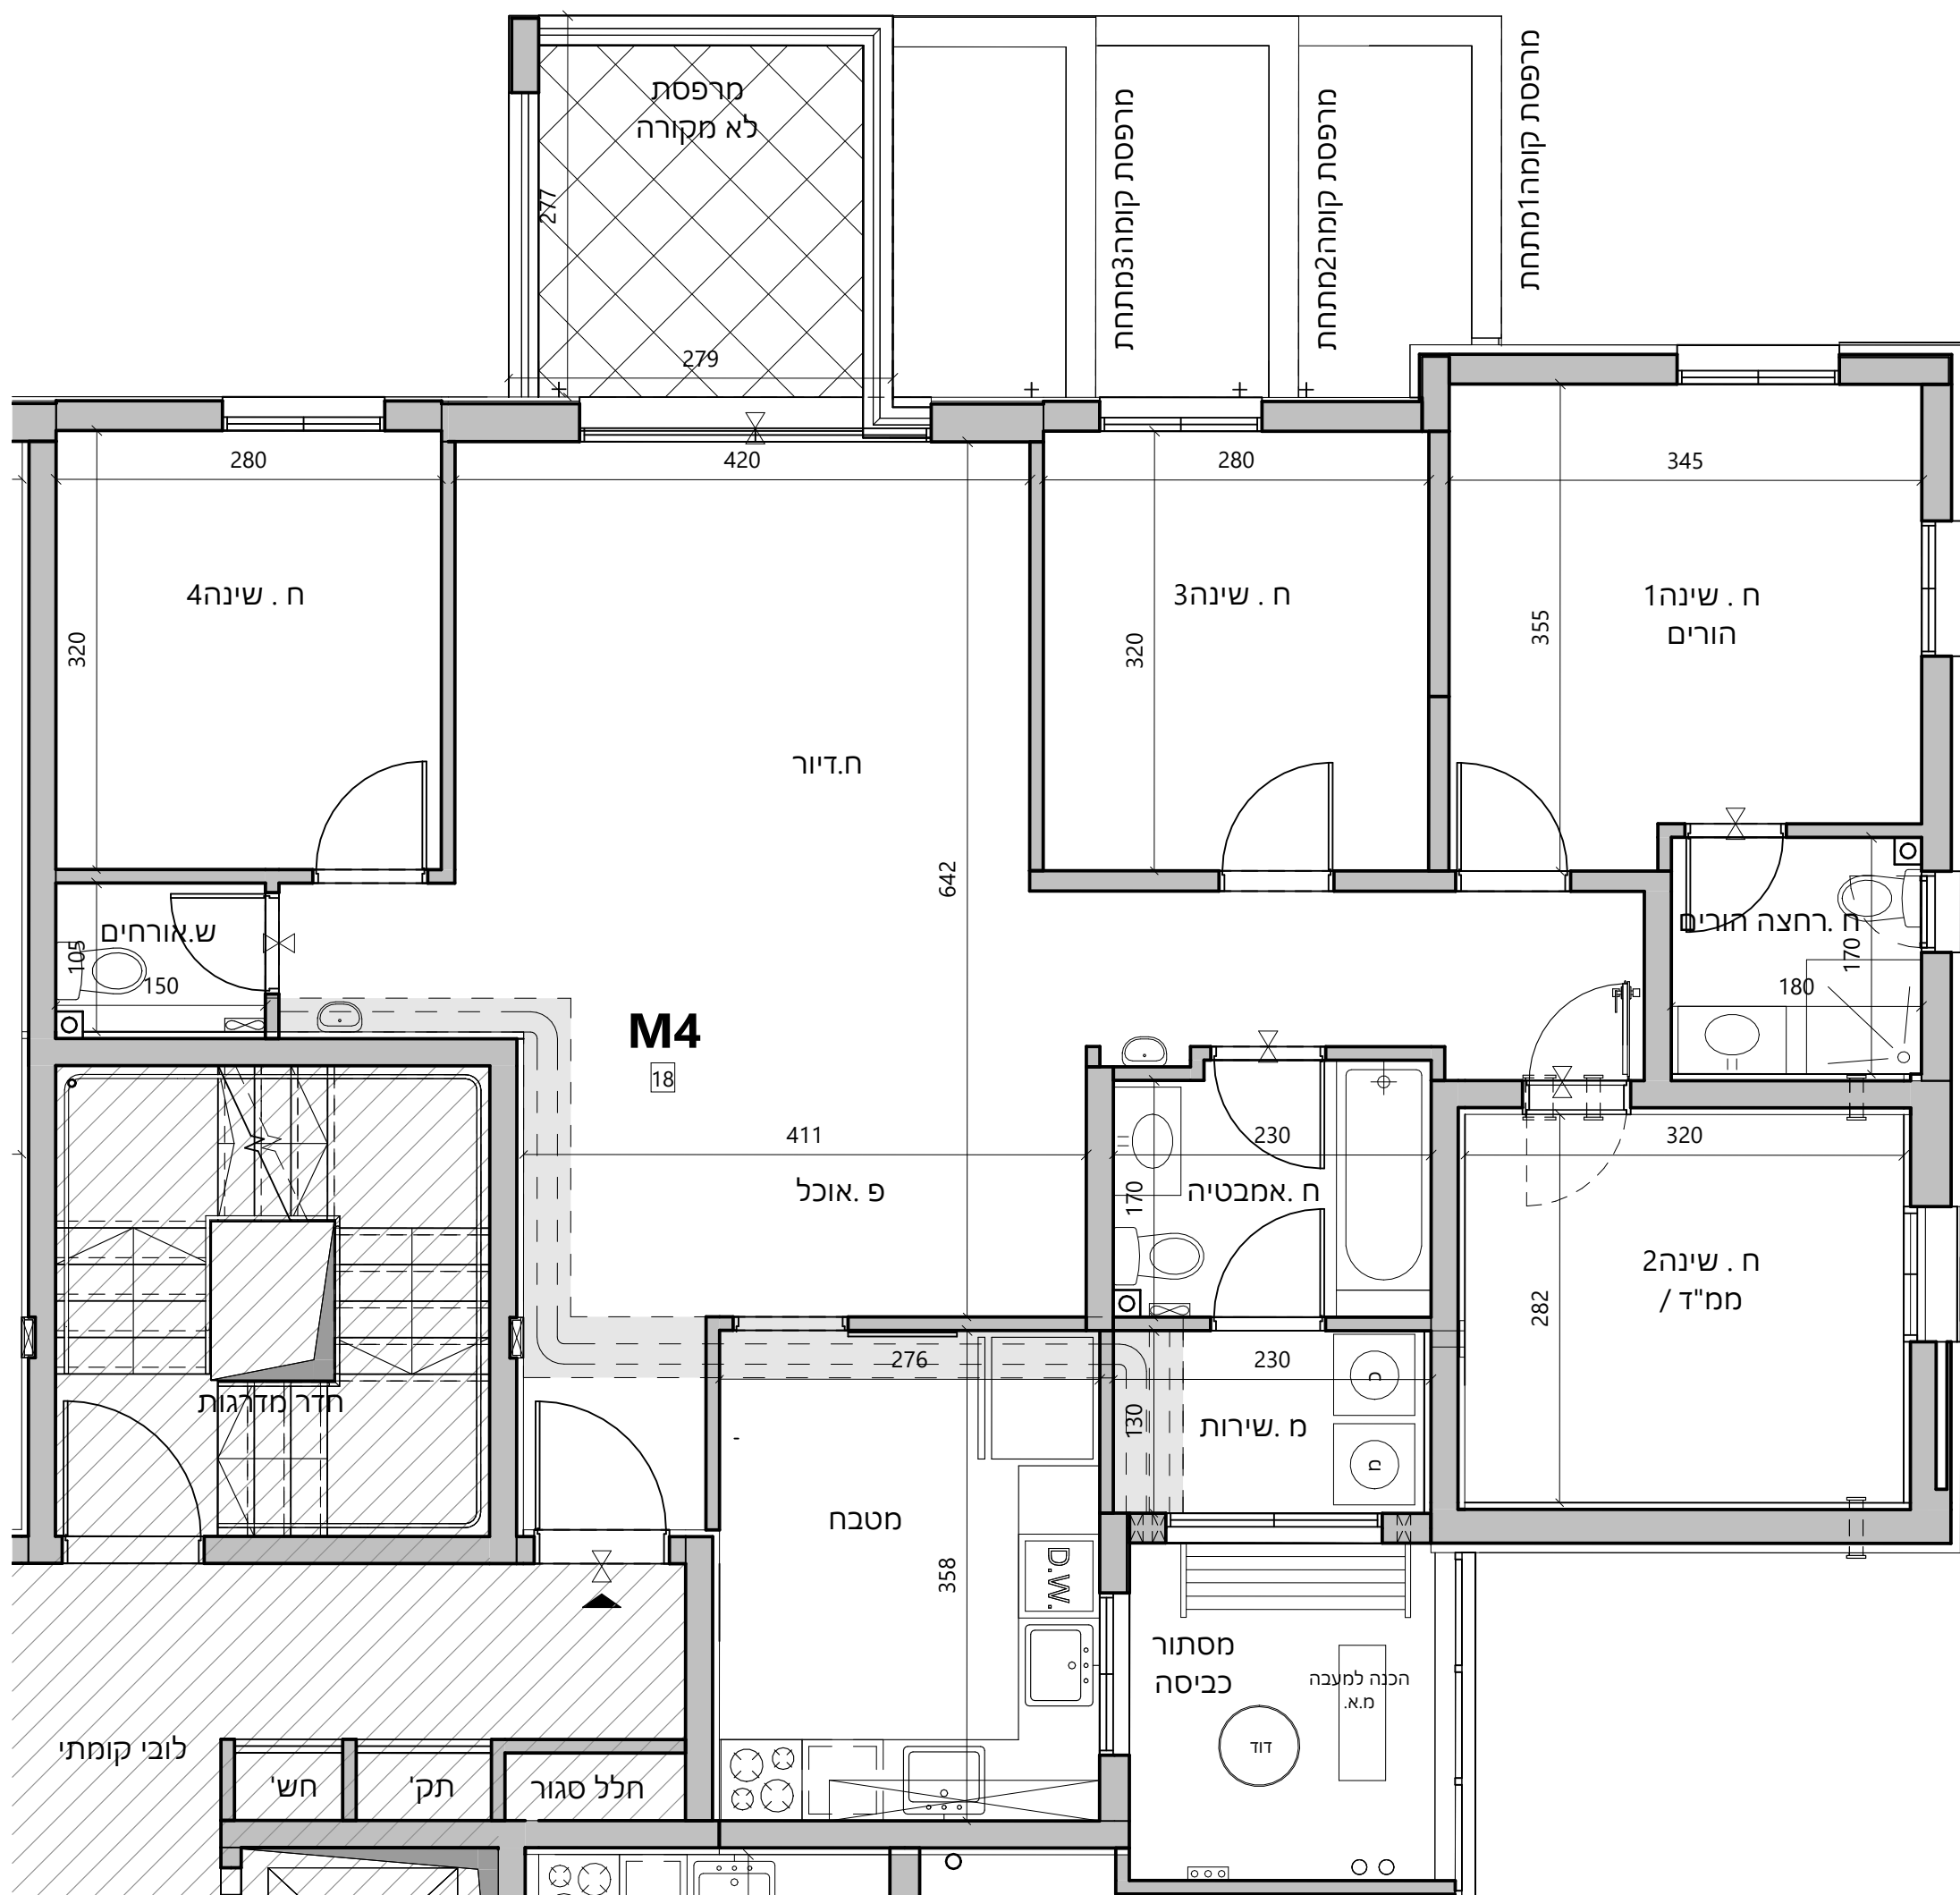 מרפסת
לא מקורה
277
279
מרפסת קומה3מתחת
מרפסת קומה2מתחת
מרפסת קומה1מתחת
280
420
280
345
ח . שינה4
320
ח . שינה3
320
ח . שינה1
הורים
355
ח.דיור
642
ש.אורחים
105
150
ח .רחצה הורים
170
180
M4
18
411
פ .אוכל
230
ח .אמבטיה
170
320
ח . שינה2
ממ"ד /
282
חדר מדרגות
276
230
מ .שירות
130
כ
מ
מטבח
358
D.W.
מסתור
כביסה
הכנה למעבה
מ.א.
דוד
לובי קומתי
חש'
תק'
חלל סגור